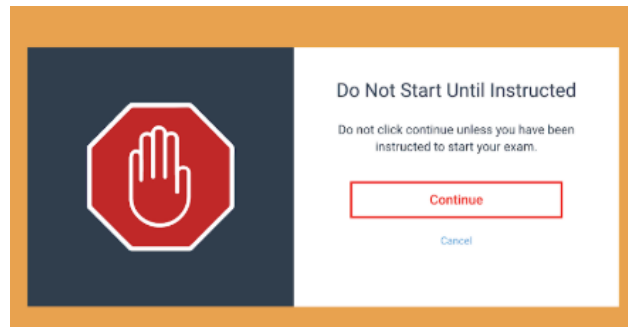 Do Not Start Until Instructed
Do not click continue unless you have been
instructed to start your exam.
Continue
Cancel